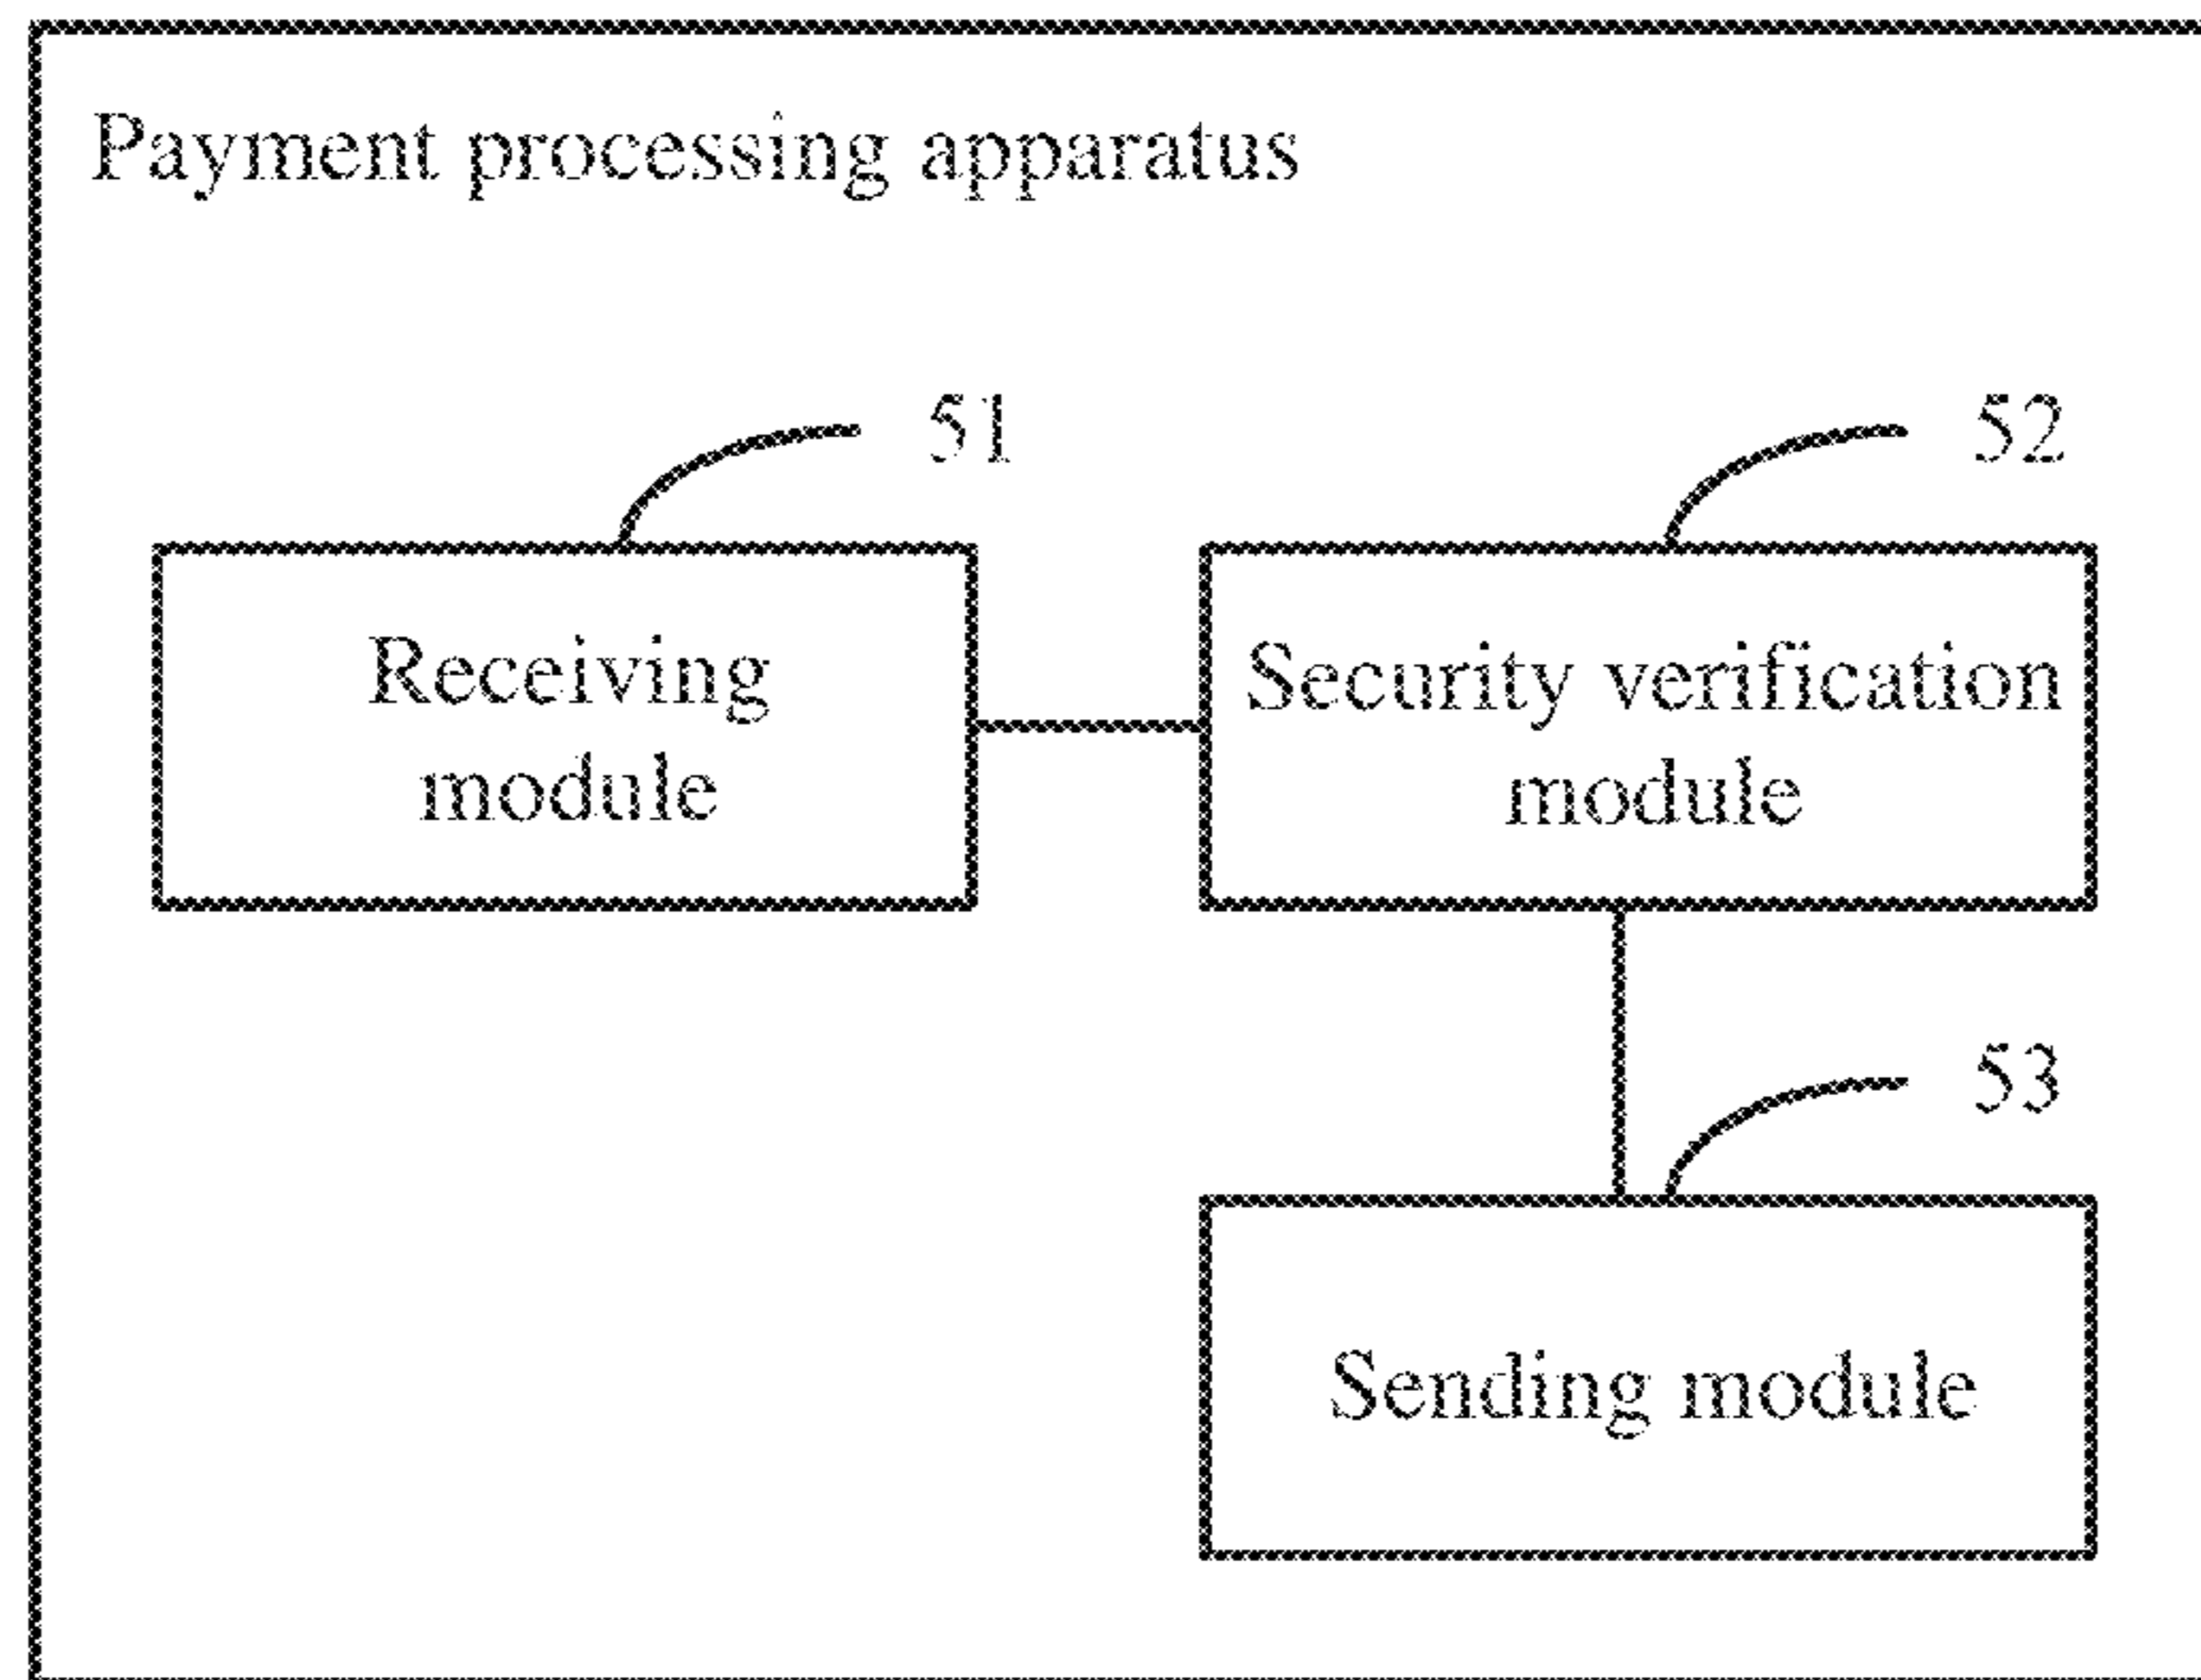 Payment processing apparatus
51
52
Receiving
module
Security verification
module
53
Sending module